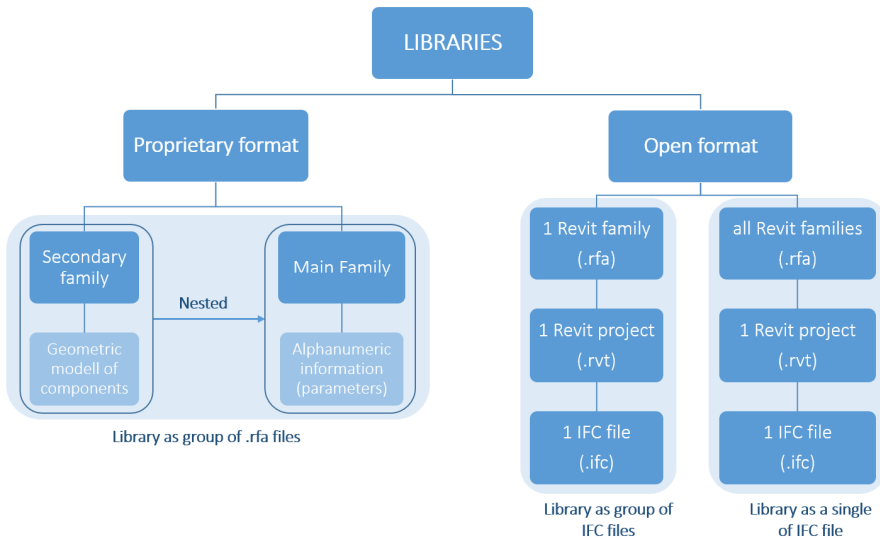 LIBRARIES
Proprietary format
Open format
Secondary
family
Main Family
Nested
Geometric
modell of
components
Alphanumeric
information
(parameters)
Library as group of .rfa files
1 Revit family
(.rfa)
1 Revit project
(.rvt)
1 IFC file
(.ifc)
Library as group of
IFC files
all Revit families
(.rfa)
1 Revit project
(.rvt)
1 IFC file
(.ifc)
Library as a single
of IFC file